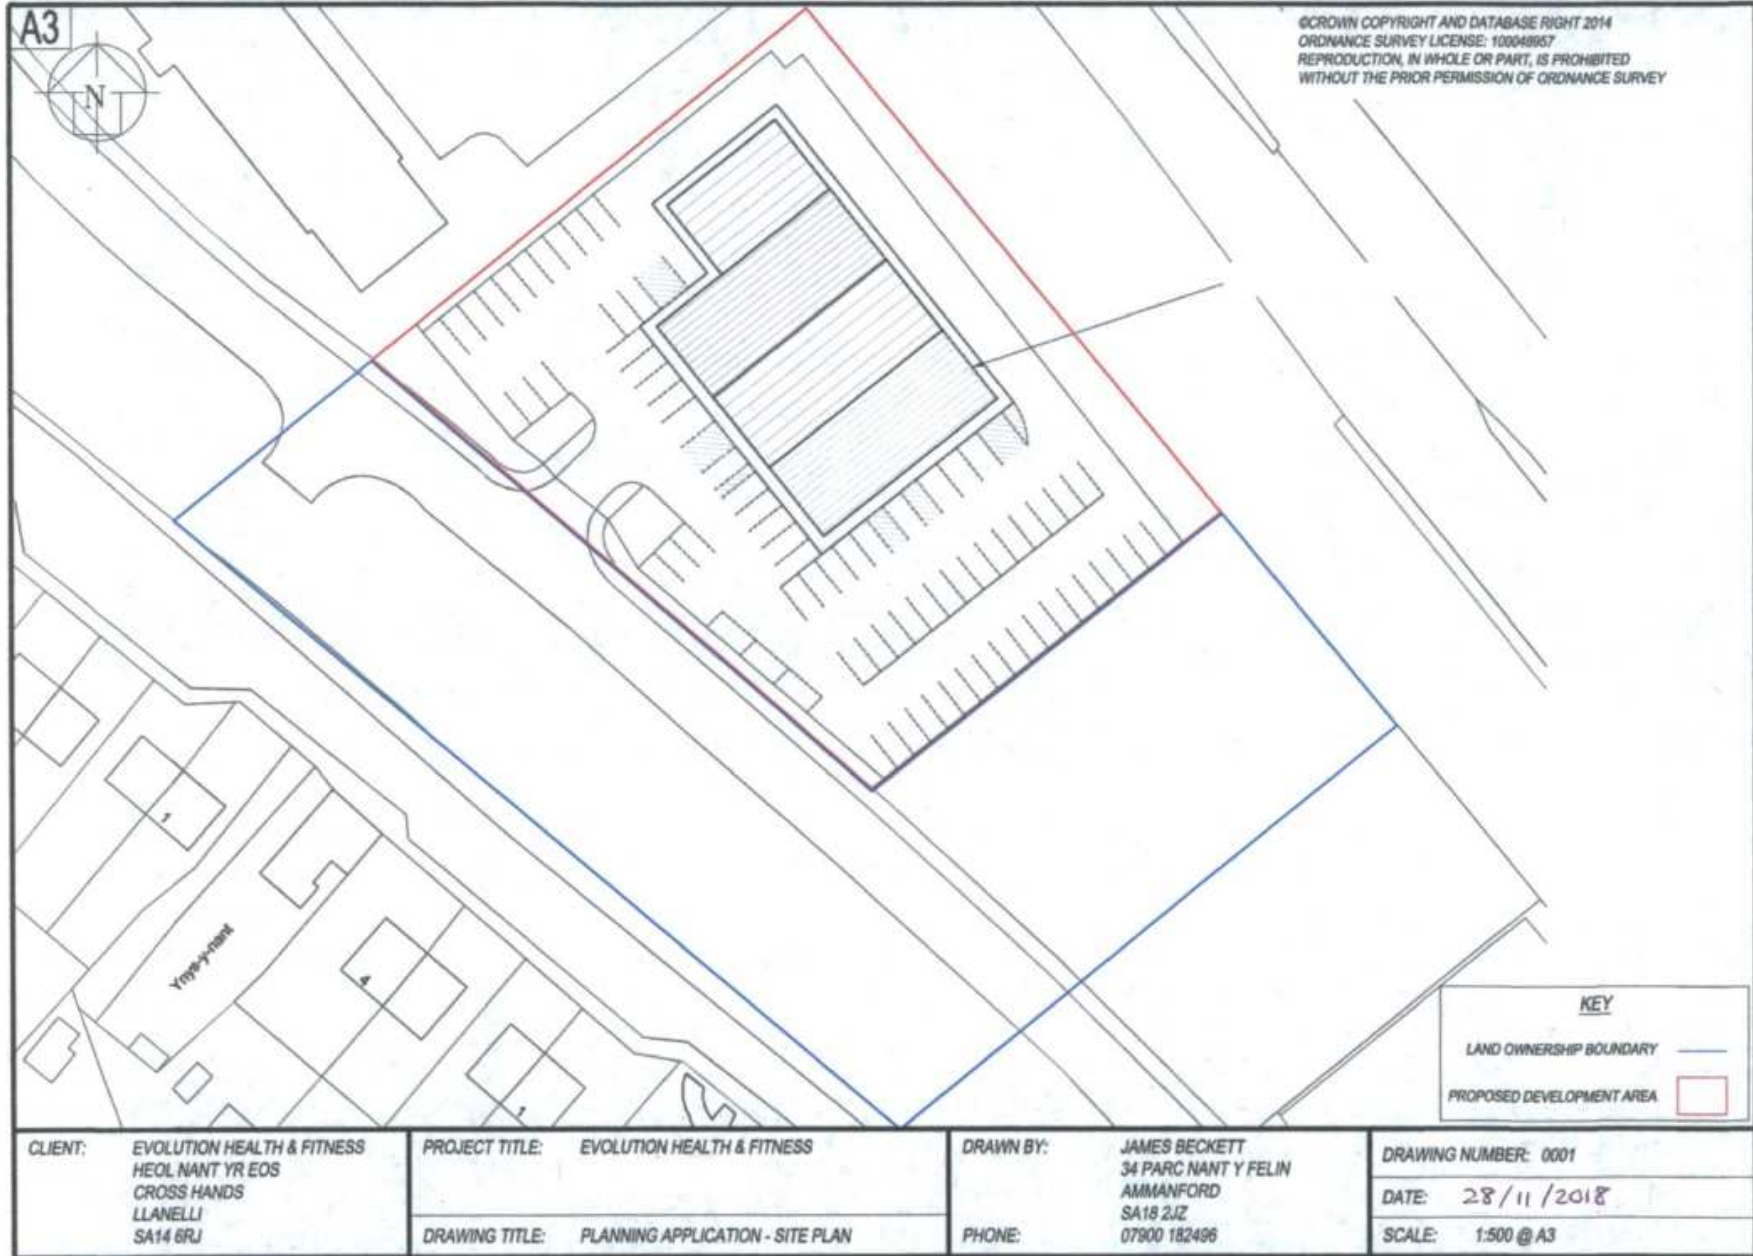 A3
N
©CROWN COPYRIGHT AND DATABASE RIGHT 2014
ORDNANCE SURVEY LICENSE: 100048957
REPRODUCTION, IN WHOLE OR PART, IS PROHIBITED
WITHOUT THE PRIOR PERMISSION OF ORDNANCE SURVEY
1
Ynys-y-nant
4
1
KEY
LAND OWNERSHIP BOUNDARY
PROPOSED DEVELOPMENT AREA
CLIENT: EVOLUTION HEALTH & FITNESS
HEOL NANT YR EOS
CROSS HANDS
LLANELLI
SA14 6RJ
PROJECT TITLE: EVOLUTION HEALTH & FITNESS
DRAWING TITLE: PLANNING APPLICATION - SITE PLAN
DRAWN BY: JAMES BECKETT
34 PARC NANT Y FELIN
AMMANFORD
SA18 2JZ
PHONE: 07900 182496
DRAWING NUMBER: 0001
DATE: 28/11/2018
SCALE: 1:500 @ A3